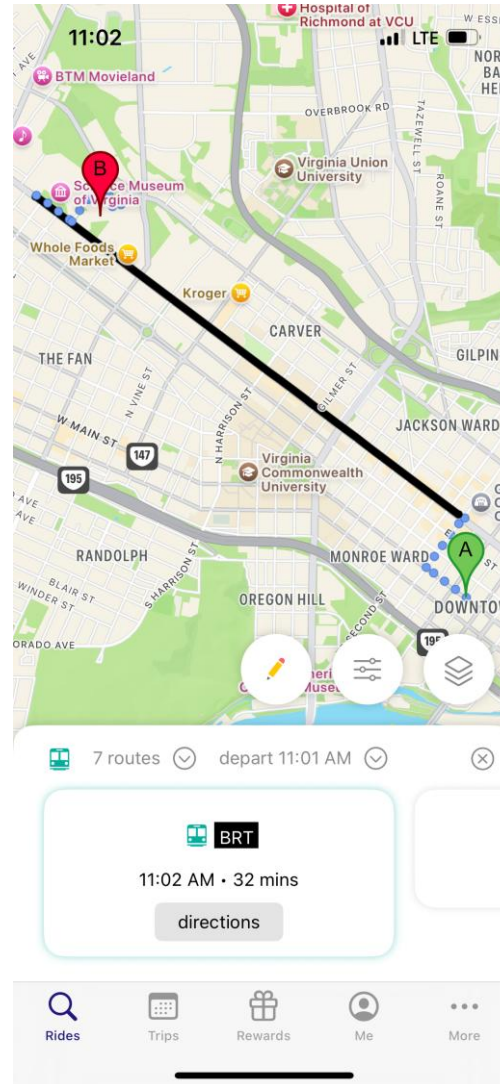 Hospital of
Richmond at VCU
11:02
LTE
BTM Movieland
OVERBROOK RD
TAZEWELL ST
ROANE ST
Virginia Union
University
B
Science Museum
of Virginia
Whole Foods
Market
Kroger
CARVER
GILMER ST
GILPIN
THE FAN
N VINE ST
N HARRISON ST
JACKSON WARD
W MAIN ST
147
195
Virginia
Commonwealth
University
AVE
AVE
RANDOLPH
S HARRISON ST
MONROE WARD
A
ST
BLAIR ST
WINDER ST
OREGON HILL
SECOND ST
DOWNTOW
ORADO AVE
195
7 routes
depart 11:01 AM
BRT
11:02 AM • 32 mins
directions
Rides
Trips
Rewards
Me
More